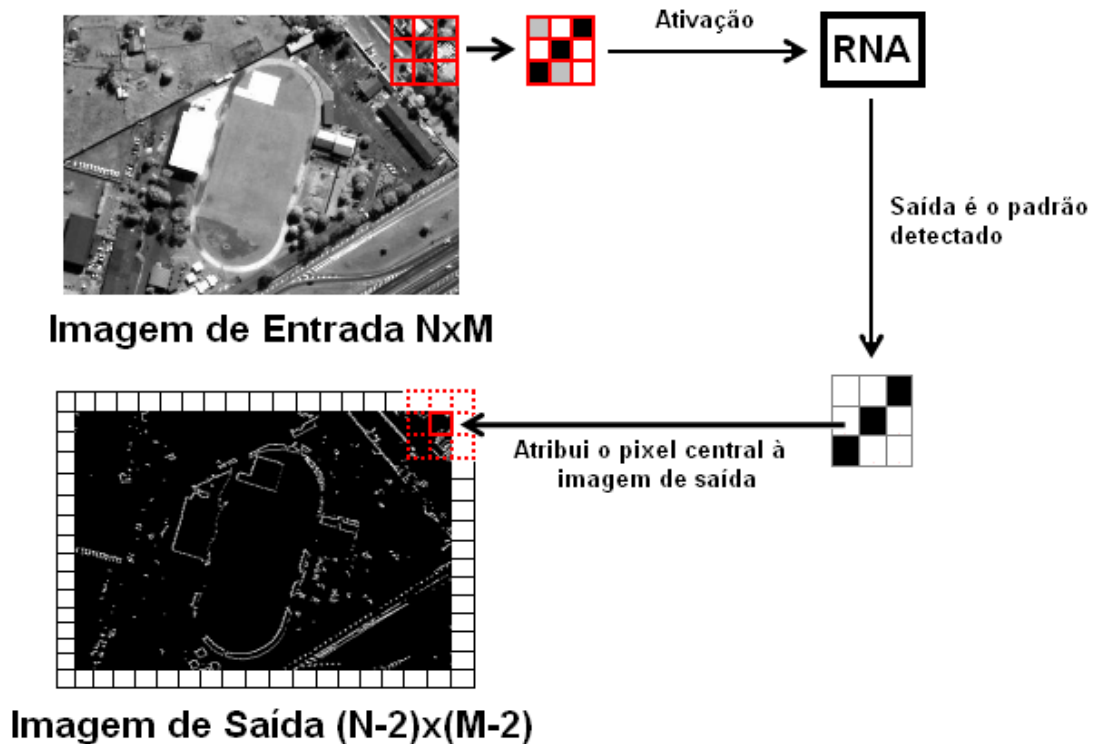 Ativação
RNA
Imagem de Entrada NxM
Saída é o padrão
detectado
Atribui o pixel central à
imagem de saída
Imagem de Saída (N-2)x(M-2)